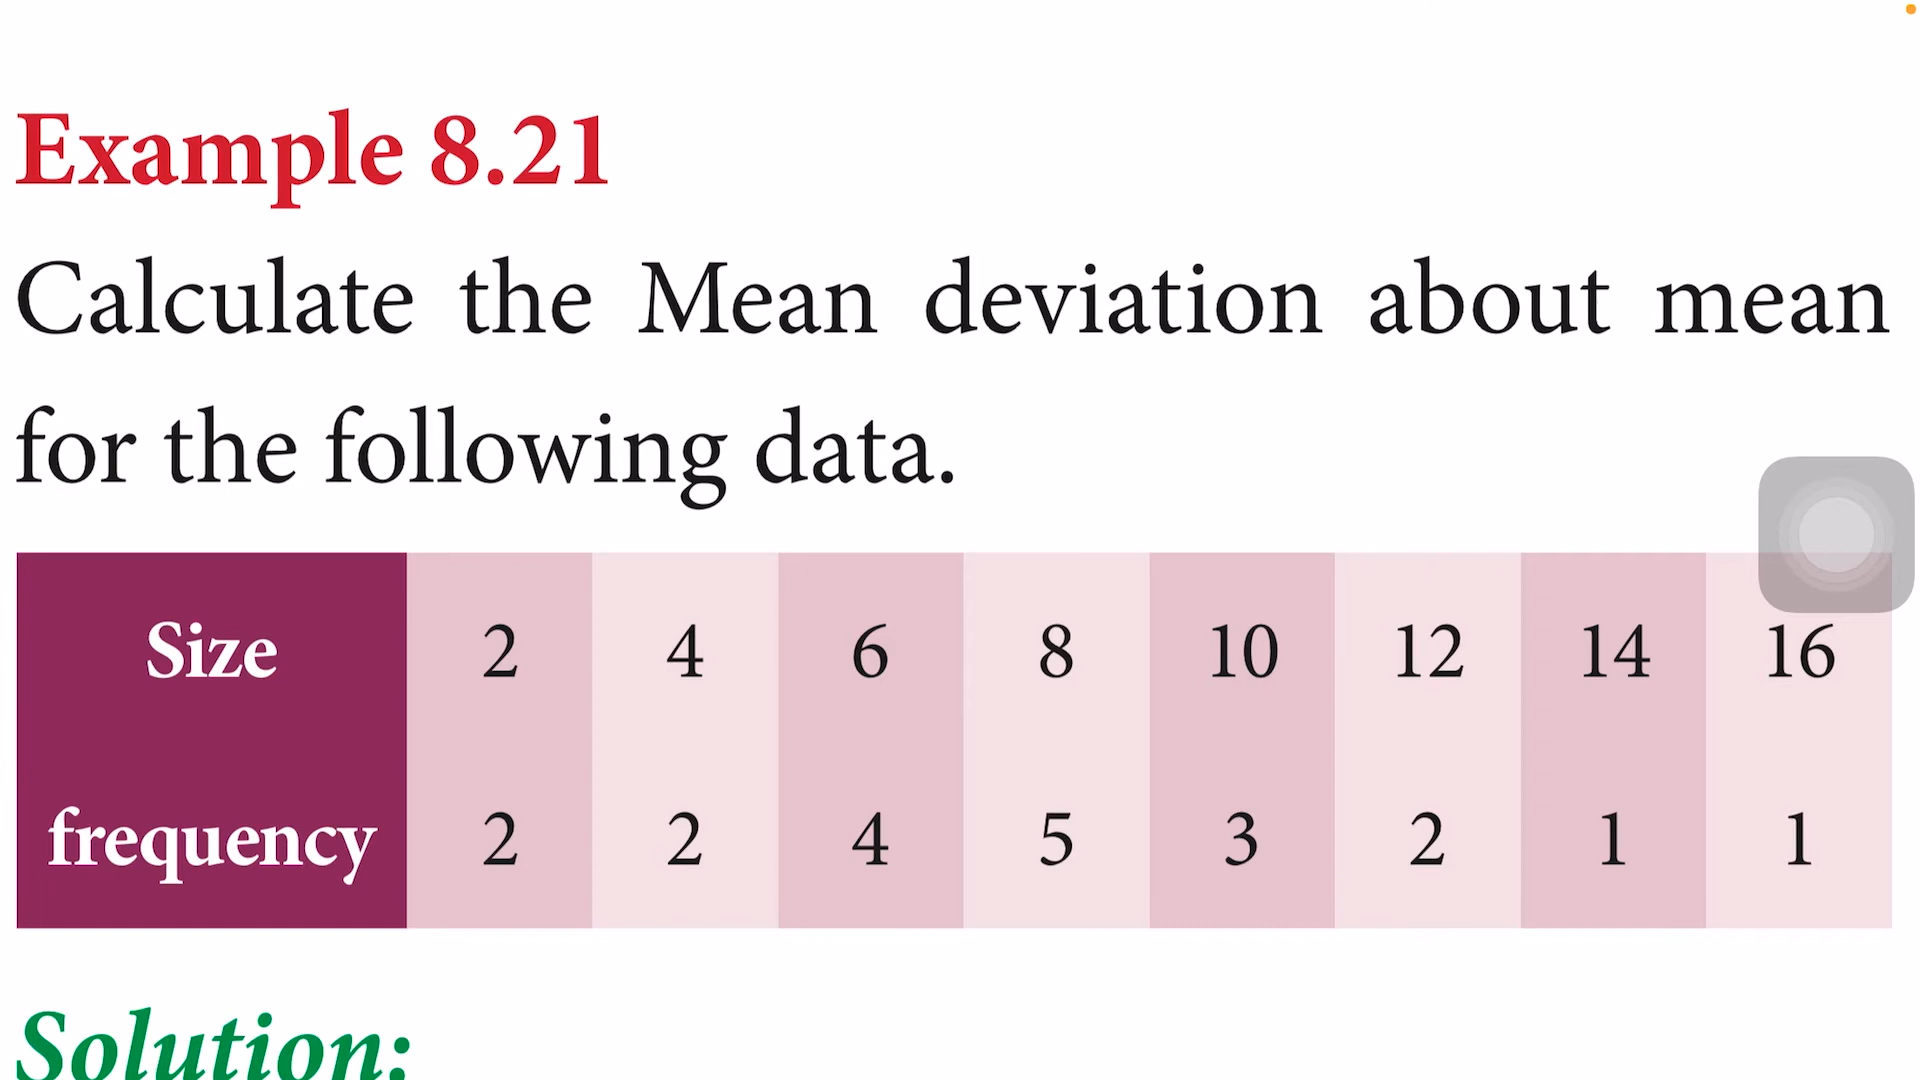 Example 8.21
Calculate the Mean deviation about mean
for the following data.
Size 2 4 6 8 10 12 14 16
frequency 2 2 4 5 3 2 1 1
Solution: